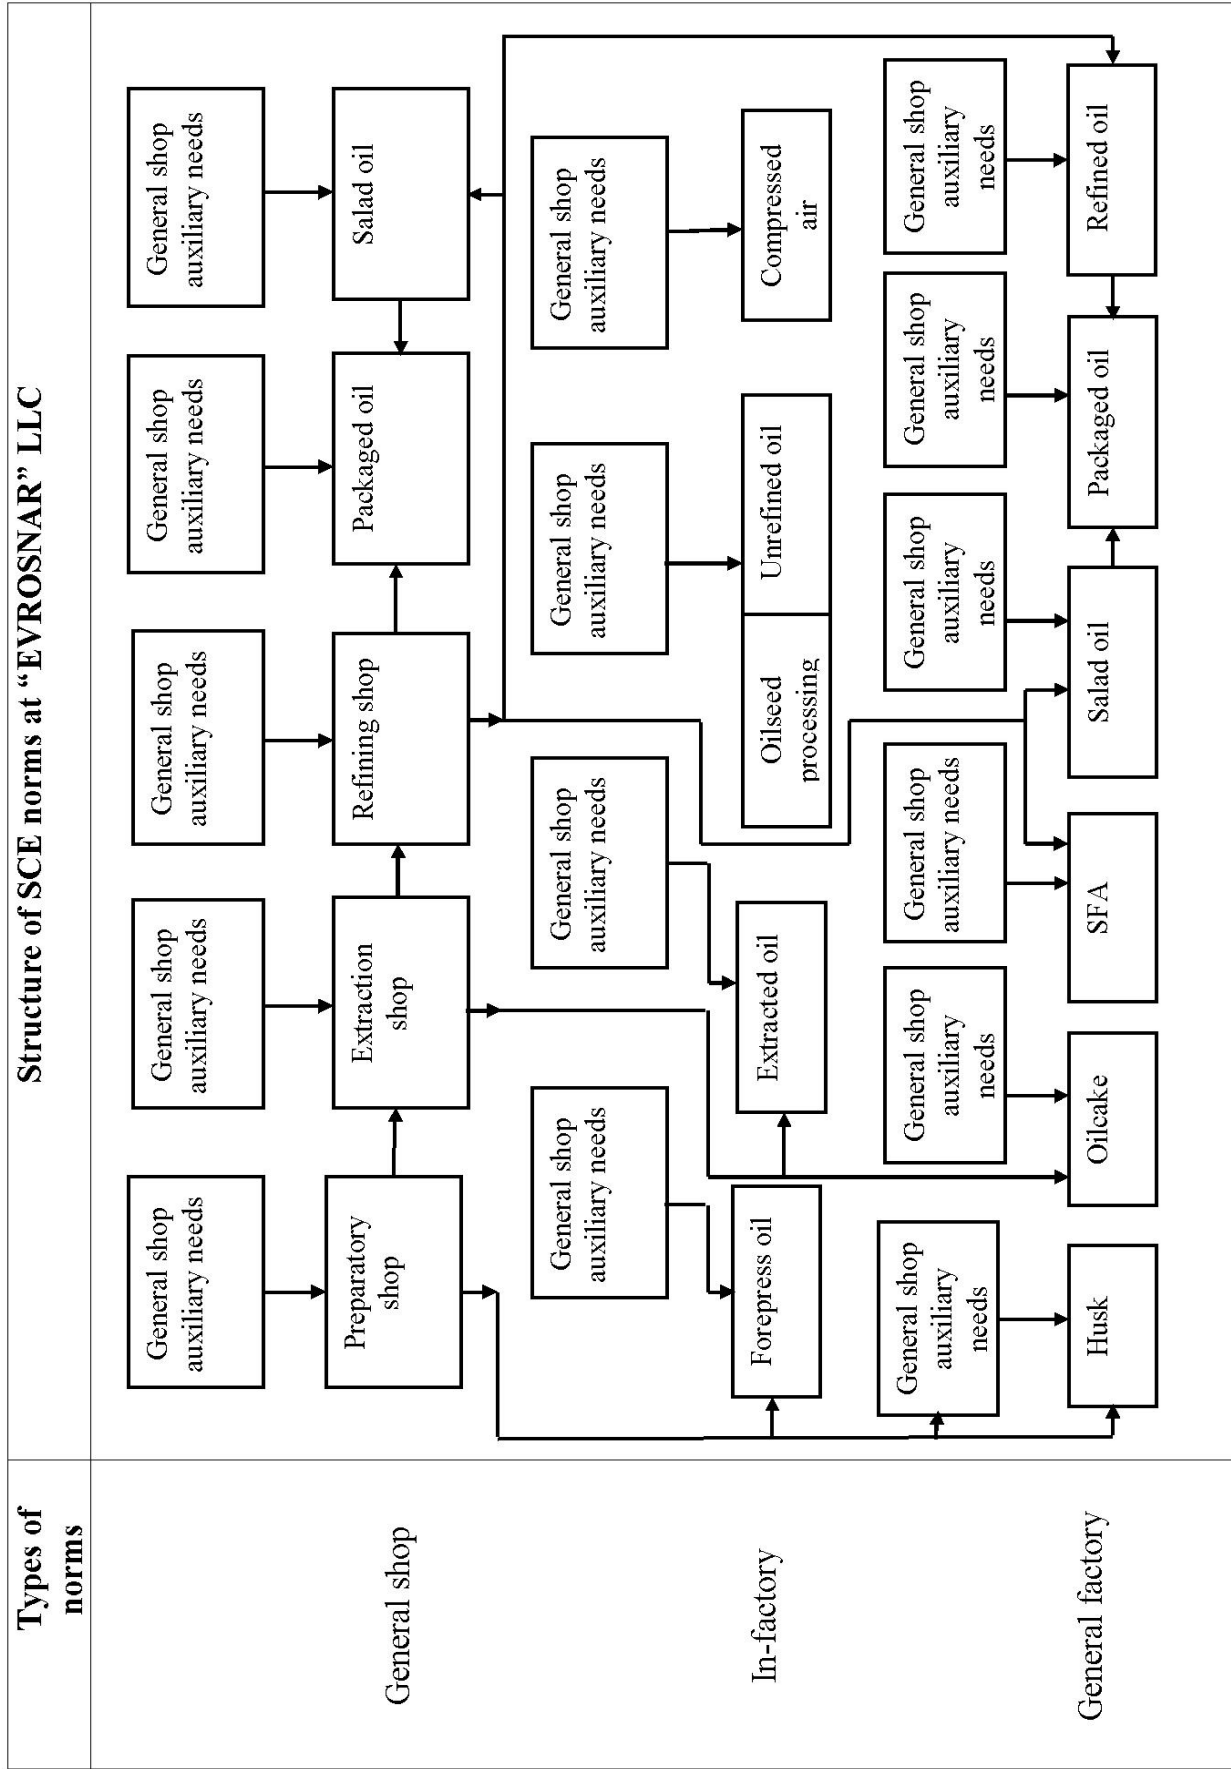 Types of
norms
Structure of SCE norms at “EVROSNAR” LLC
General shop
General shop
auxiliary needs
General shop
auxiliary needs
General shop
auxiliary needs
General shop
auxiliary needs
General shop
auxiliary needs
Preparatory
shop
Extraction
shop
Refining shop
Packaged oil
Salad oil
In-factory
General shop
auxiliary needs
General shop
auxiliary needs
General shop
auxiliary needs
General shop
auxiliary needs
Forepress oil
Extracted oil
Oilseed
processing
Unrefined oil
Compressed
air
General factory
General shop
auxiliary
needs
General shop
auxiliary
needs
General shop
auxiliary needs
General shop
auxiliary
needs
General shop
auxiliary
needs
General shop
auxiliary
needs
Husk
Oilcake
SFA
Salad oil
Packaged oil
Refined oil